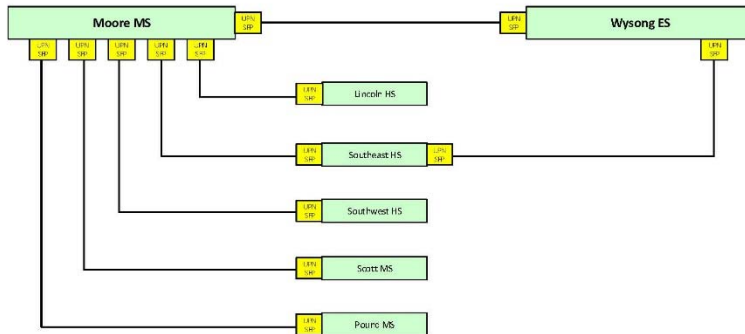 Moore MS
UPN
SFP
UPN
SFP
Wysong ES
UPN
SFP
UPN
SFP
UPN
SFP
UPN
SFP
UPN
SFP
UPN
SFP
UPN
SFP
Lincoln HS
UPN
SFP
Southeast HS
UPN
SFP
UPN
SFP
Southwest HS
UPN
SFP
Scott MS
UPN
SFP
Pound MS